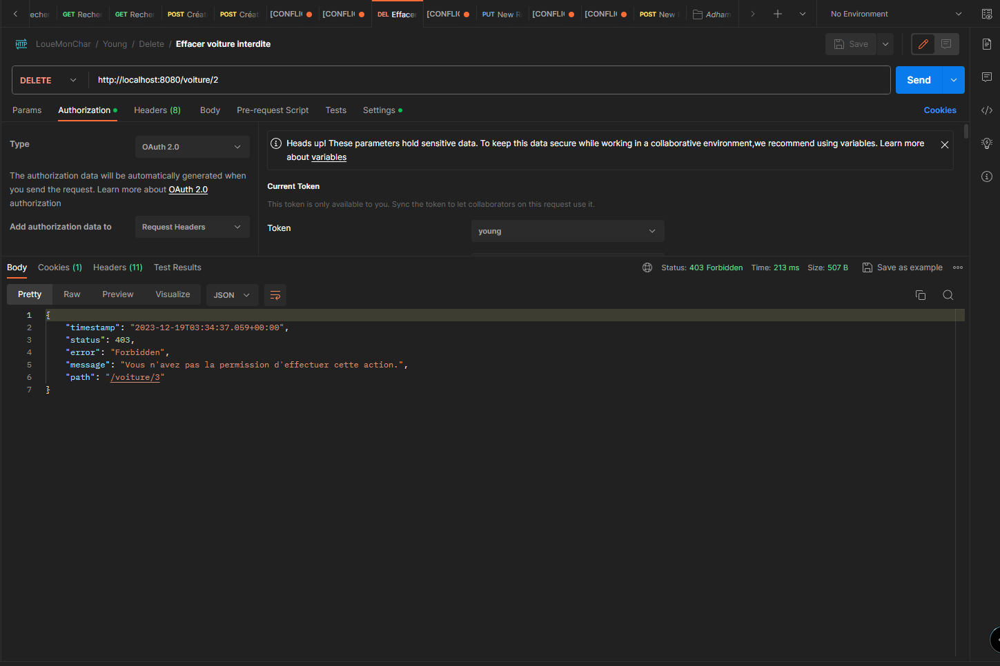 echer GET Recher GET Recher POST Créat POST Créat [CONFLIC [CONFLIC DEL Effacer [CONFLIC PUT New R [CONFLIC [CONFLIC POST New Adham No Environment
LoueMonChar / Young / Delete / Effacer voiture interdite Save
DELETE http://localhost:8080/voiture/2 Send
Params Authorization Headers (8) Body Pre-request Script Tests Settings Cookies
Type OAuth 2.0
The authorization data will be automatically generated when
you send the request. Learn more about OAuth 2.0
authorization
Add authorization data to Request Headers
Heads up! These parameters hold sensitive data. To keep this data secure while working in a collaborative environment,we recommend using variables. Learn more
about variables
Current Token
This token is only available to you. Sync the token to let collaborators on this request use it.
Token young
Body Cookies (1) Headers (11) Test Results Status: 403 Forbidden Time: 213 ms Size: 507 B Save as example
Pretty Raw Preview Visualize JSON
1 {
2 "timestamp": "2023-12-19T03:34:37.059+00:00",
3 "status": 403,
4 "error": "Forbidden",
5 "message": "Vous n'avez pas la permission d'effectuer cette action.",
6 "path": "/voiture/3"
7 }